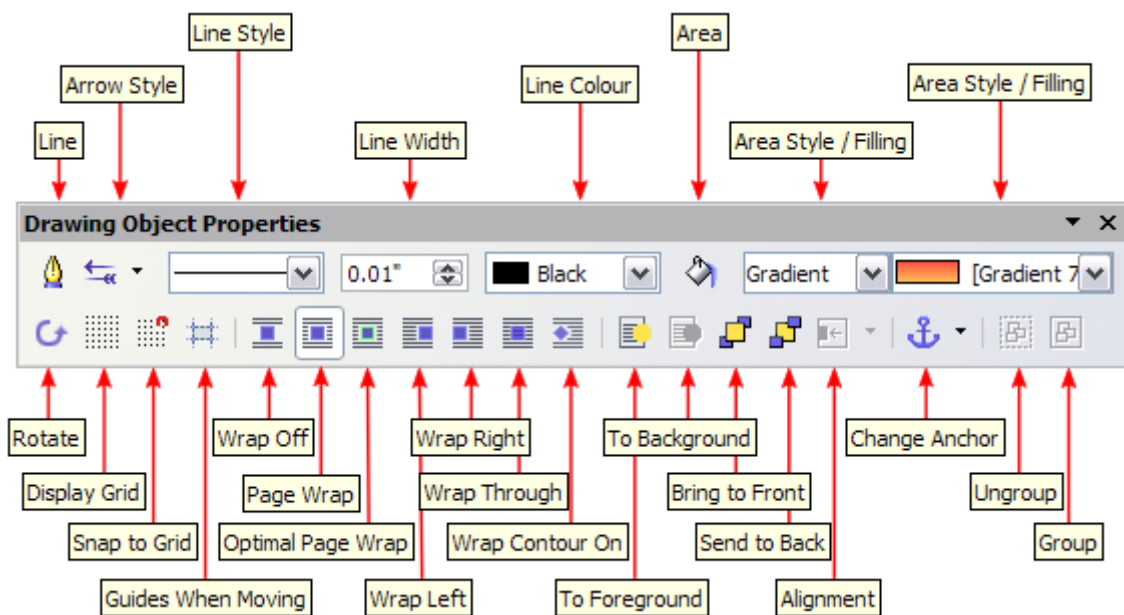 Line Style
Area
Arrow Style
Line Colour
Area Style / Filling
Line
Line Width
Area Style / Filling
Drawing Object Properties
0.01"
Black
Gradient
[Gradient 7
Rotate
Wrap Off
Wrap Right
To Background
Change Anchor
Display Grid
Page Wrap
Wrap Through
Bring to Front
Ungroup
Snap to Grid
Optimal Page Wrap
Wrap Contour On
Send to Back
Group
Guides When Moving
Wrap Left
To Foreground
Alignment